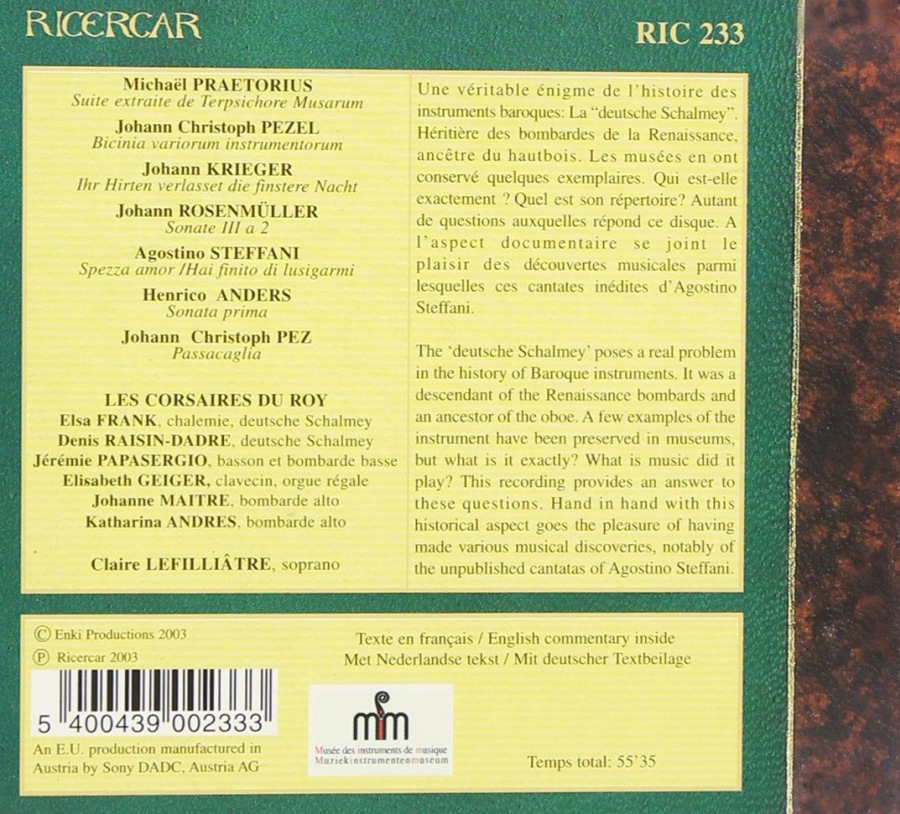 RICERCAR
RIC 233
Michaël PRAETORIUS
Suite extraite de Terpsichore Musarum
Johann Christoph PEZEL
Bicinia variorum instrumentorum
Johann KRIEGER
Ihr Hirten verlasset die finstere Nacht
Johann ROSENMÜLLER
Sonate III a 2
Agostino STEFFANI
Spezza amor /Hai finito di lusigarmi
Henrico ANDERS
Sonata prima
Johann Christoph PEZ
Passacaglia
LES CORSAIRES DU ROY
Elsa FRANK, chalemie, deutsche Schalmey
Denis RAISIN-DADRE, deutsche Schalmey
Jérémie PAPASERGIO, basson et bombarde basse
Elisabeth GEIGER, clavecin, orgue régale
Johanne MAITRE, bombarde alto
Katharina ANDRES, bombarde alto
Claire LEFILLIÂTRE, soprano
Une véritable énigme de l'histoire des
instruments baroques: La “deutsche Schalmey”.
Héritière des bombardes de la Renaissance,
ancêtre du hautbois. Les musées en ont
conservé quelques exemplaires. Qui est-elle
exactement ? Quel est son répertoire? Autant
de questions auxquelles répond ce disque. A
l'aspect documentaire se joint le
plaisir des découvertes musicales parmi
lesquelles ces cantates inédites d'Agostino
Steffani.
The ‘deutsche Schalmey’ poses a real problem
in the history of Baroque instruments. It was a
descendant of the Renaissance bombards and
an ancestor of the oboe. A few examples of the
instrument have been preserved in museums,
but what is it exactly? What is music did it
play? This recording provides an answer to
these questions. Hand in hand with this
historical aspect goes the pleasure of having
made various musical discoveries, notably of
the unpublished cantatas of Agostino Steffani.
© Enki Productions 2003
℗ Ricercar 2003
5 400439 002333
An E.U. production manufactured in
Austria by Sony DADC, Austria AG
Texte en français / English commentary inside
Met Nederlandse tekst / Mit deutscher Textbeilage
mim
Musée des instruments de musique
Muziekinstrumentenmuseum
Temps total: 55'35